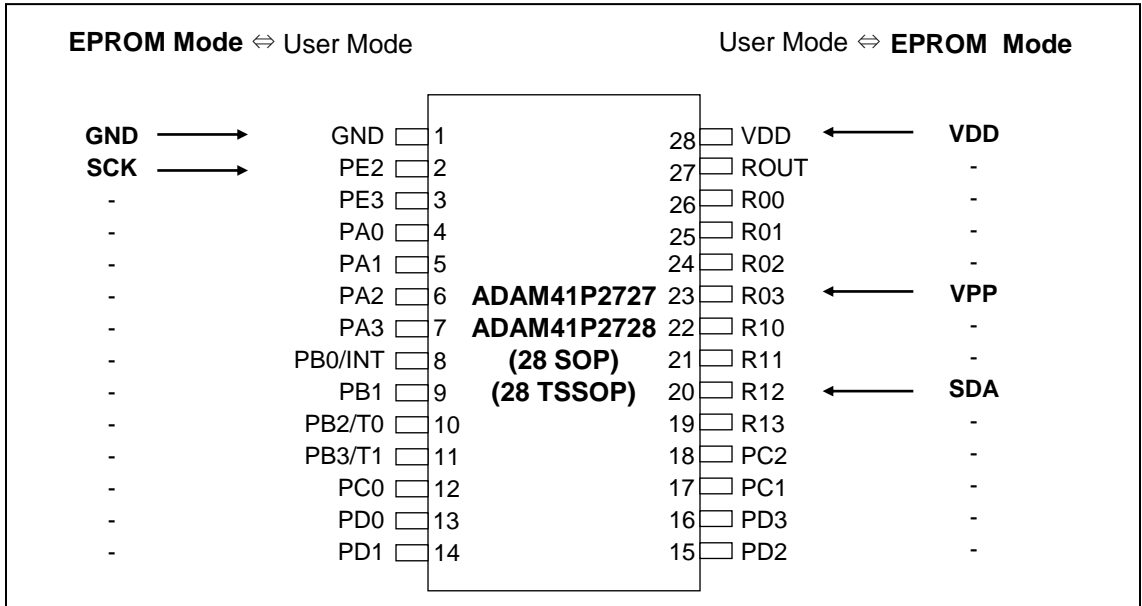 EPROM Mode ⇔ User Mode User Mode ⇔ EPROM Mode
GND GND 1 28 VDD VDD
SCK PE2 2 27 ROUT -
- PE3 3 26 R00 -
- PA0 4 25 R01 -
- PA1 5 24 R02 -
- PA2 6 ADAM41P2727 23 R03 VPP
- PA3 7 ADAM41P2728 22 R10 -
- PB0/INT 8 (28 SOP) 21 R11 -
- PB1 9 (28 TSSOP) 20 R12 SDA
- PB2/T0 10 19 R13 -
- PB3/T1 11 18 PC2 -
- PC0 12 17 PC1 -
- PD0 13 16 PD3 -
- PD1 14 15 PD2 -